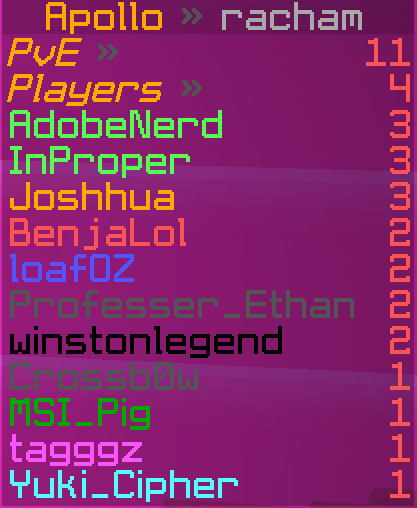 Apollo » racham
PvE » 11
Players » 4
AdobeNerd 3
InProper 3
Joshhua 3
BenjaLol 2
loafOZ 2
Professer_Ethan 2
winstonlegend 2
Crossb0w 1
MSI_Pig 1
tagggz 1
Yuki_Cipher 1